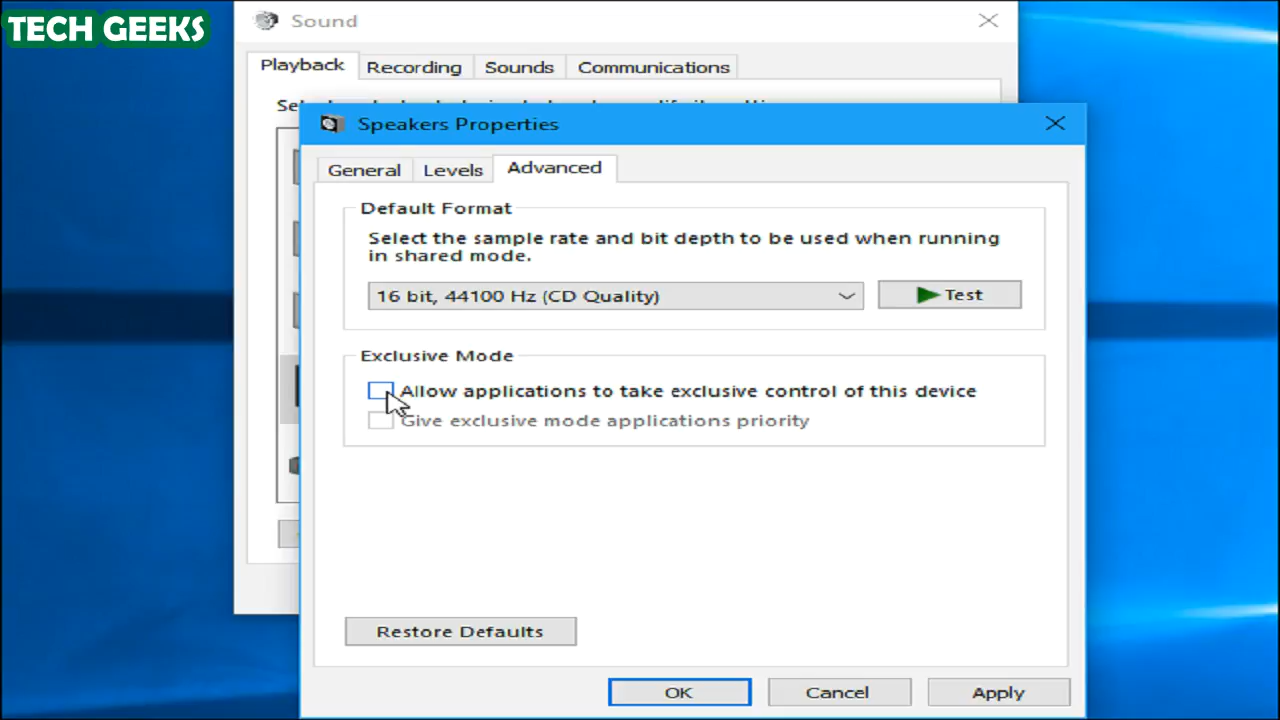 TECH GEEKS
Sound
Playback
Recording
Sounds
Communications
Speakers Properties
General
Levels
Advanced
Default Format
Select the sample rate and bit depth to be used when running
in shared mode.
16 bit, 44100 Hz (CD Quality)
Test
Exclusive Mode
Allow applications to take exclusive control of this device
Give exclusive mode applications priority
Restore Defaults
OK
Cancel
Apply